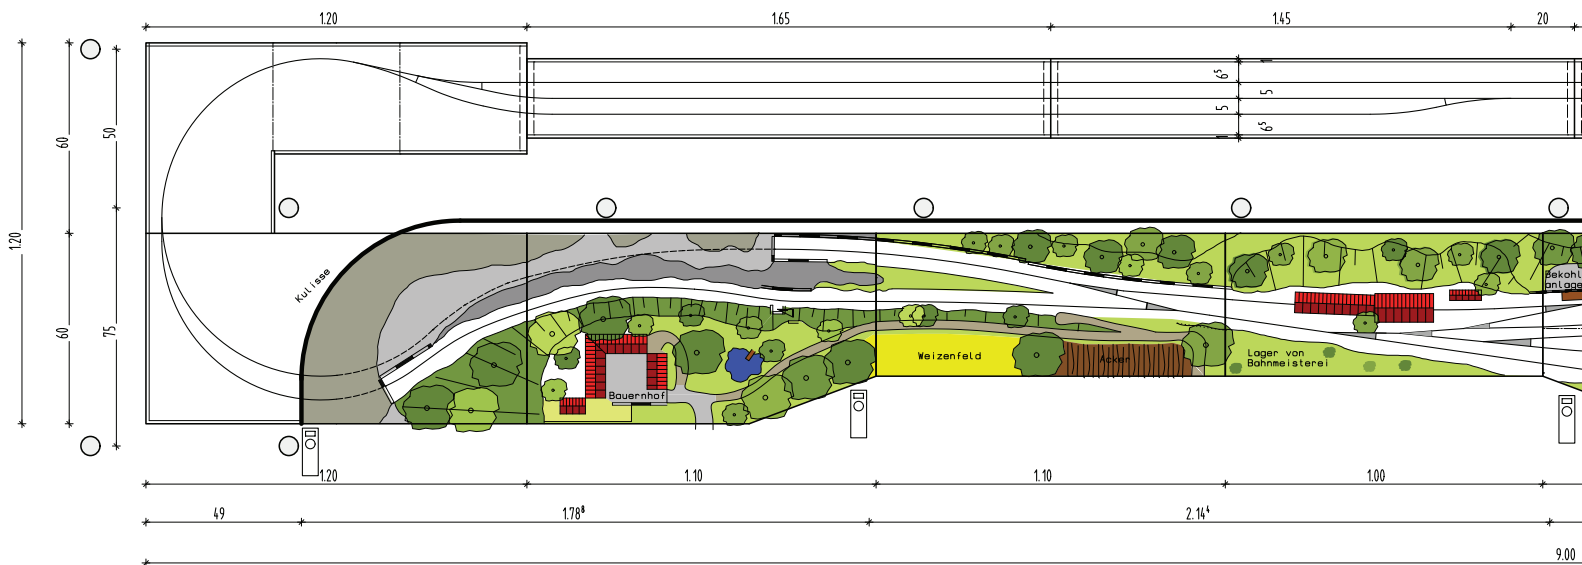 1.20
1.65
1.45
20
1
6⁵
5
5
6⁵
1
60
50
1.20
60
75
Kulisse
Bekohl
anlage
Weizenfeld
Acker
Lager von
Bahnmeisterei
Bauernhof
1.20
1.10
1.10
1.00
49
1.78⁸
2.14⁴
9.00